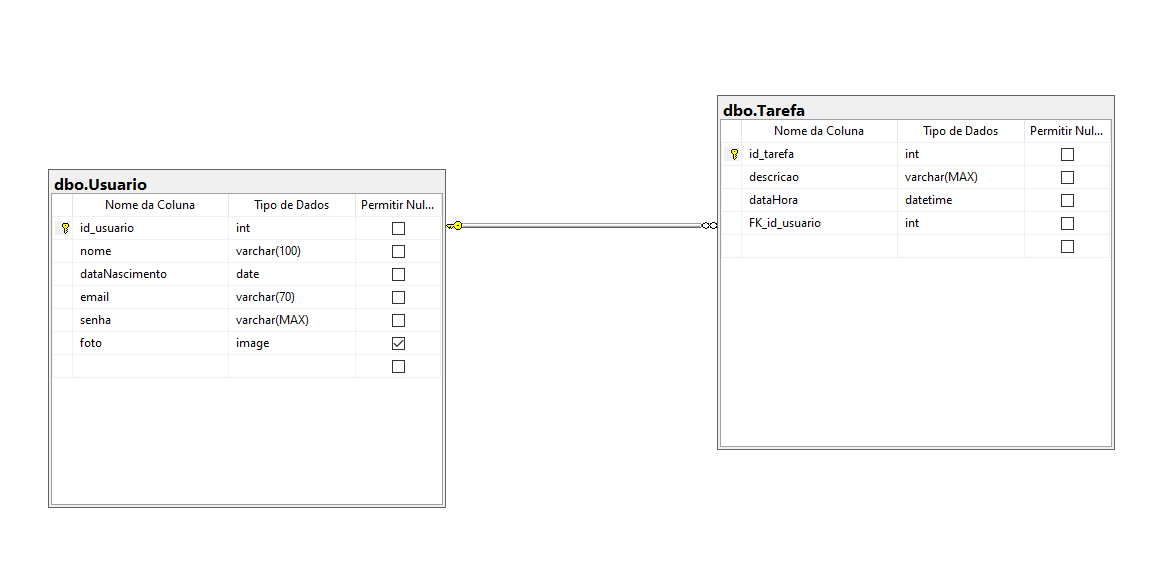 dbo.Usuario
Nome da Coluna Tipo de Dados Permitir Nul...
id_usuario int
nome varchar(100)
dataNascimento date
email varchar(70)
senha varchar(MAX)
foto image
dbo.Tarefa
Nome da Coluna Tipo de Dados Permitir Nul...
id_tarefa int
descricao varchar(MAX)
dataHora datetime
FK_id_usuario int